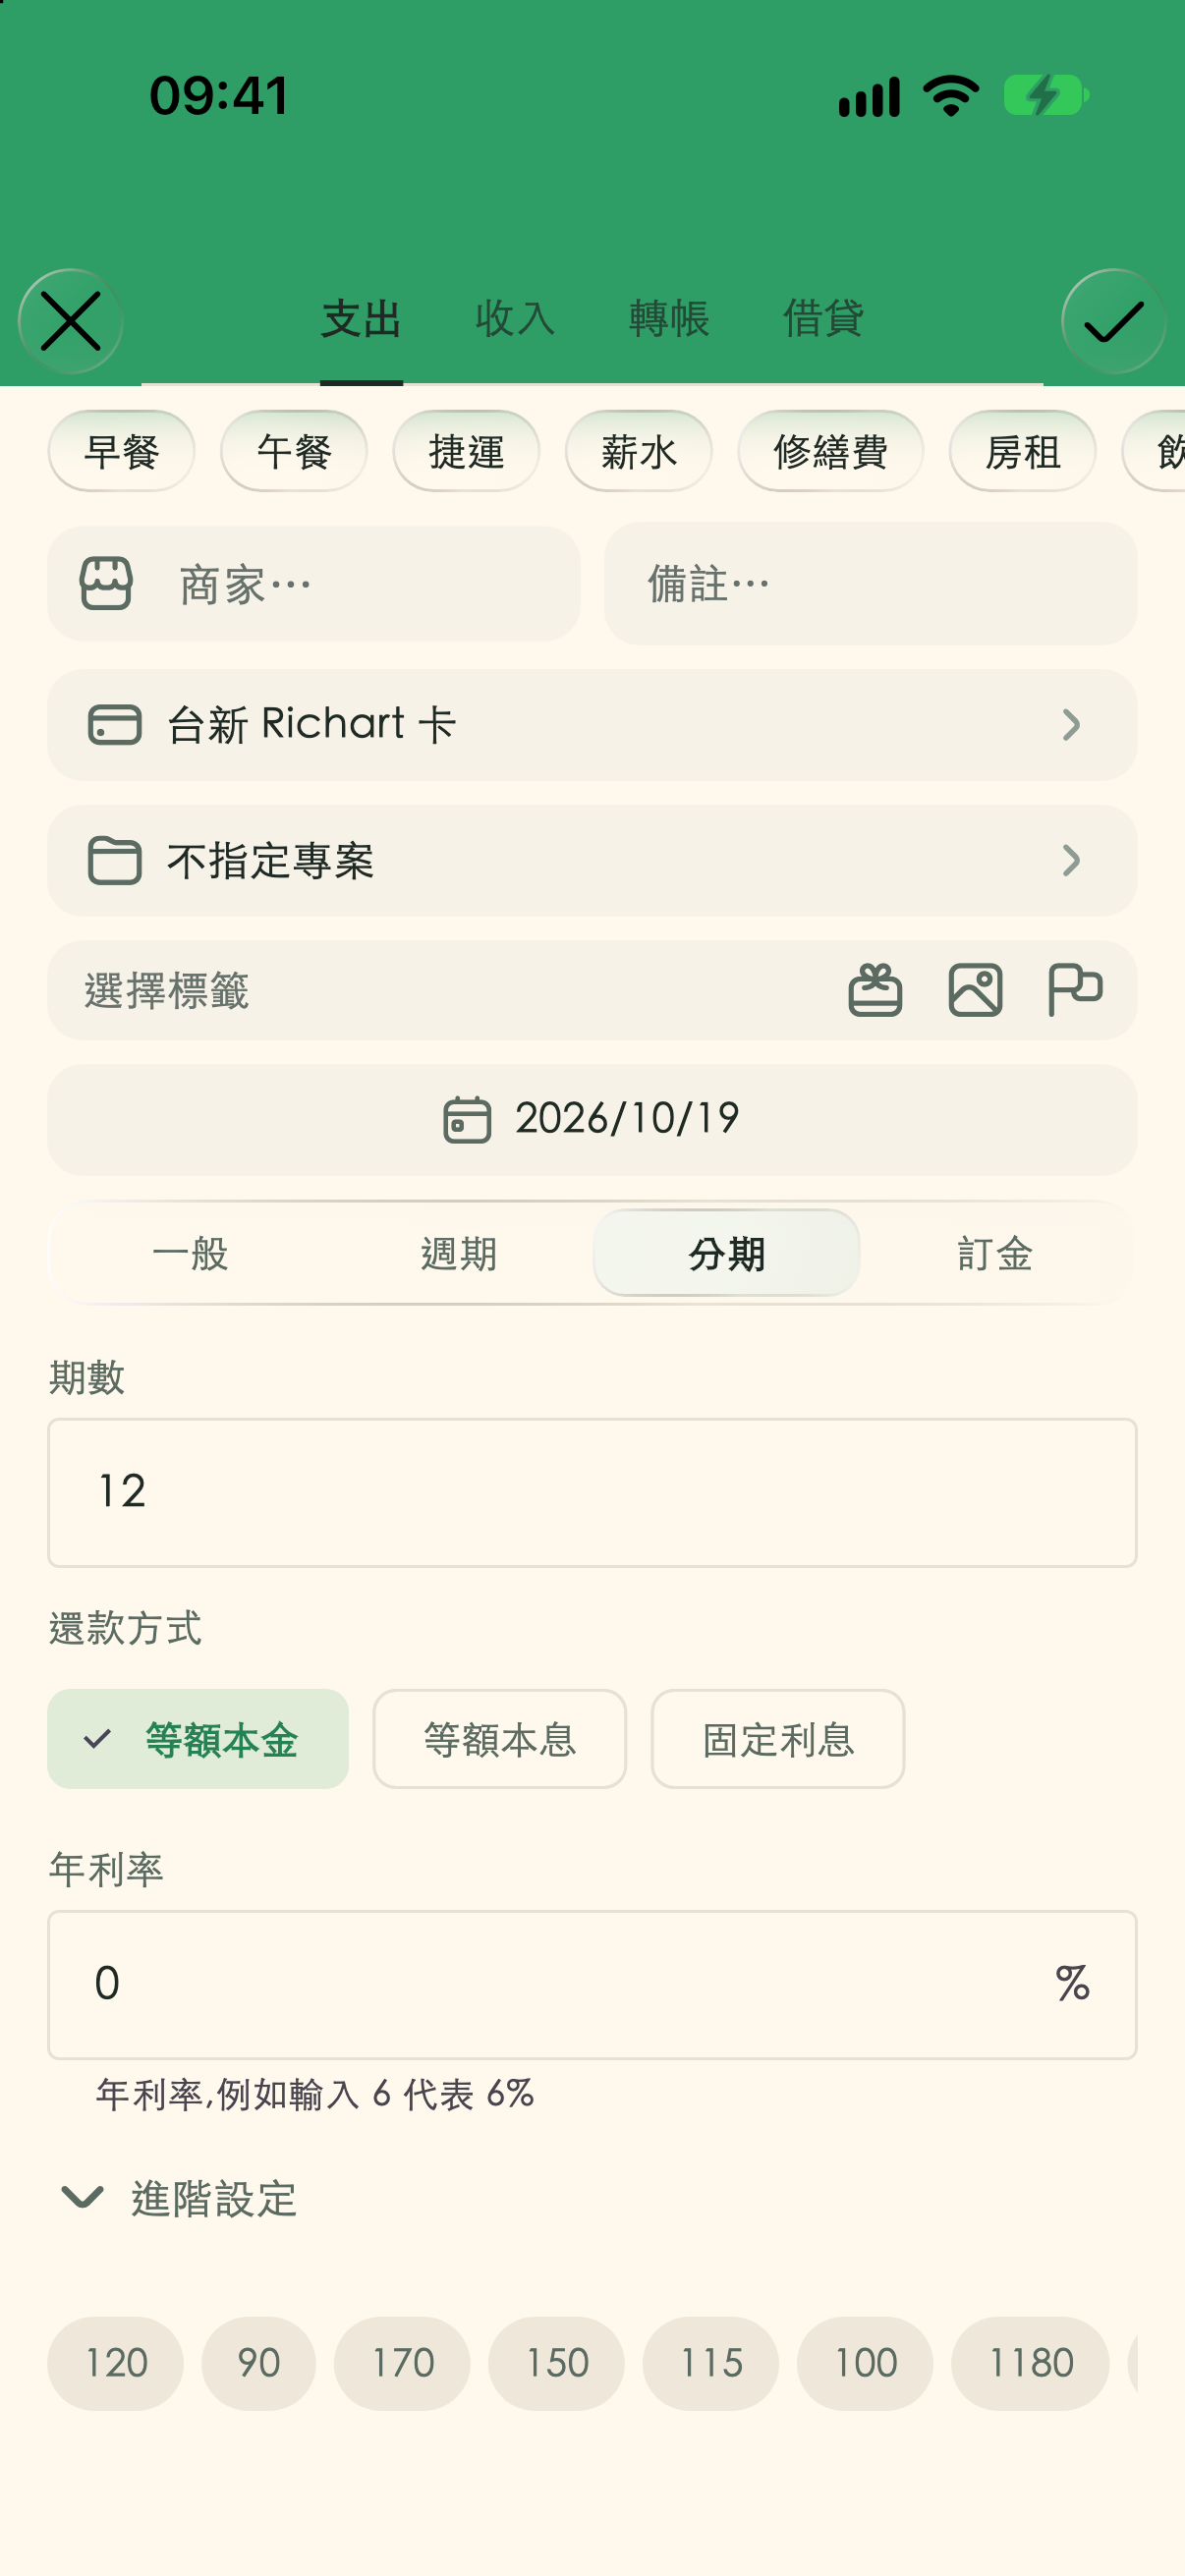 09:41
支出 收入 轉帳 借貸
早餐 午餐 捷運 薪水 修繕費 房租 飲
商家… 備註…
台新 Richart 卡
不指定專案
選擇標籤
2026/10/19
一般 週期 分期 訂金
期數
12
還款方式
等額本金 等額本息 固定利息
年利率
0 %
年利率,例如輸入 6 代表 6%
進階設定
120 90 170 150 115 100 1180